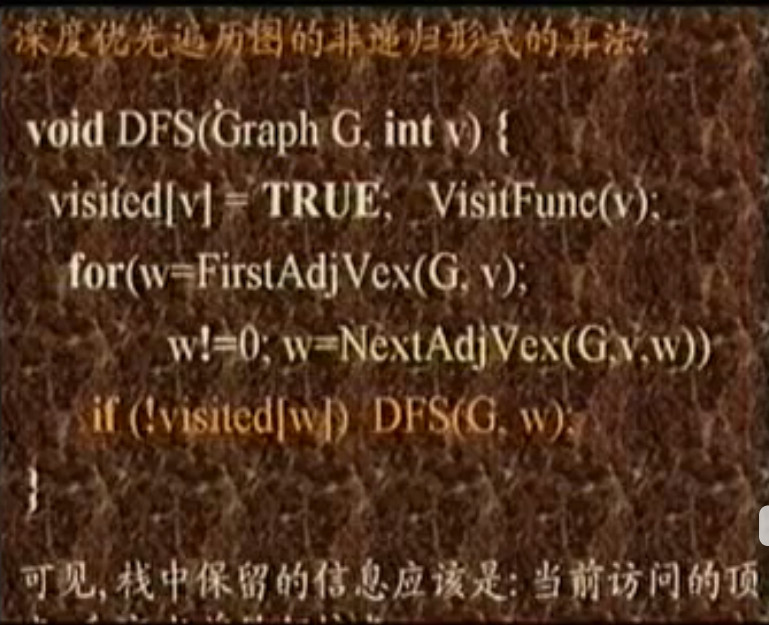 深度优先遍历图的非递归形式的算法:
void DFS(Graph G, int v) {
visited[v] = TRUE; VisitFunc(v);
for(w=FirstAdjVex(G, v);
w!=0; w=NextAdjVex(G,v,w))
if (!visited[w]) DFS(G, w);
}
可见,栈中保留的信息应该是:当前访问的顶